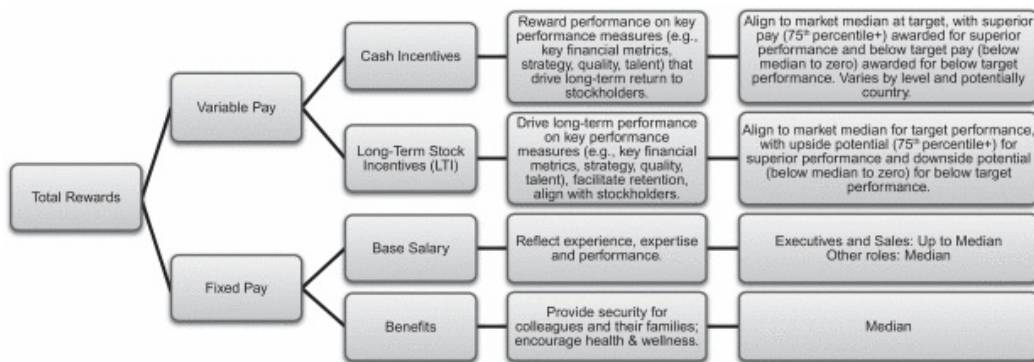 Total Rewards
Variable Pay
Cash Incentives
Reward performance on key
performance measures (e.g.,
key financial metrics,
strategy, quality, talent) that
drive long-term return to
stockholders.
Align to market median at target, with superior
pay (75th percentile+) awarded for superior
performance and below target pay (below
median to zero) awarded for below target
performance. Varies by level and potentially
country.
Long-Term Stock
Incentives (LTI)
Drive long-term performance
on key performance
measures (e.g., key financial
metrics, strategy, quality,
talent), facilitate retention,
align with stockholders.
Align to market median for target performance,
with upside potential (75th percentile+) for
superior performance and downside potential
(below median to zero) for below target
performance.
Fixed Pay
Base Salary
Reflect experience, expertise
and performance.
Executives and Sales: Up to Median
Other roles: Median
Benefits
Provide security for
colleagues and their families;
encourage health & wellness.
Median